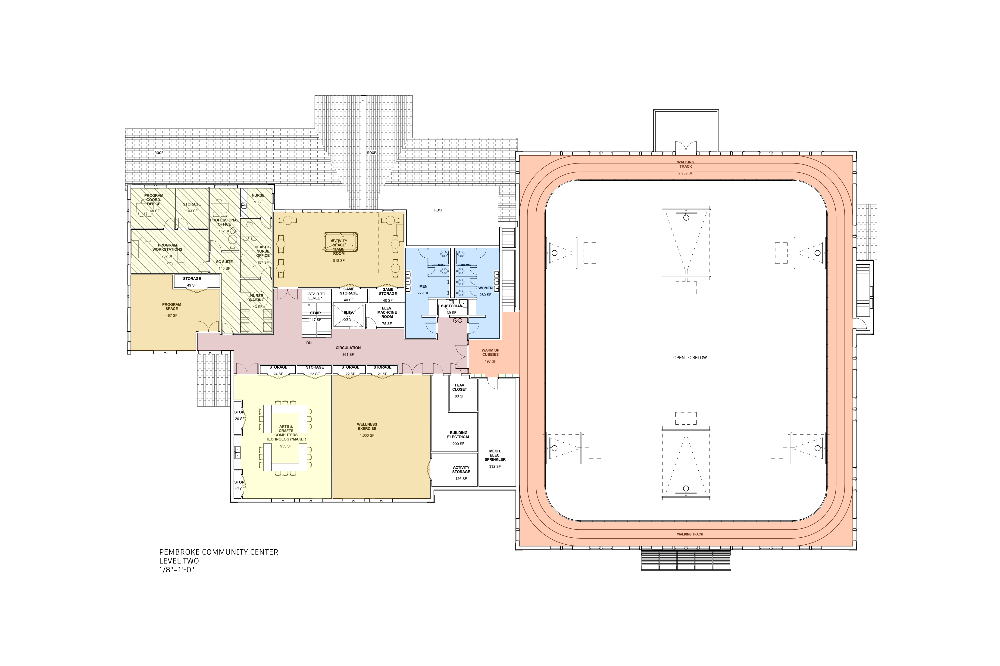 ROOF
ROOF
ROOF
WALKING
TRACK
2,959 SF
PROGRAM
COORD.
OFFICE
148 SF
STORAGE
103 SF
PROFESSIONAL
OFFICE
152 SF
NURSE
76 SF
PROGRAM
WORKSTATIONS
282 SF
SC SUITE
140 SF
HEALTH /
NURSE
OFFICE
157 SF
ACTIVITY
SPACE
GAME
ROOM
818 SF
STORAGE
49 SF
PROGRAM
SPACE
467 SF
NURSE
WAITING
143 SF
STAIR TO
LEVEL 1
STAIR
117 SF
DN
GAME
STORAGE
40 SF
GAME
STORAGE
40 SF
ELEV.
53 SF
ELEV.
MACHCINE
ROOM
75 SF
MEN
279 SF
WOMEN
280 SF
CUSTODIAN
39 SF
CIRCULATION
861 SF
WARM UP
CUBBIES
197 SF
OPEN TO BELOW
STORAGE
24 SF
STORAGE
23 SF
STORAGE
22 SF
STORAGE
21 SF
IT/AV
CLOSET
80 SF
STOR
20 SF
ARTS &
CRAFTS
COMPUTERS
TECHNOLOGY/MAKER
953 SF
WELLNESS
EXERCISE
1,000 SF
BUILDING
ELECTRICAL
200 SF
MECH.
ELEC.
SPRINKLER
332 SF
ACTIVITY
STORAGE
126 SF
STOR
17 SF
WALKING TRACK
PEMBROKE COMMUNITY CENTER
LEVEL TWO
1/8"=1'-0"